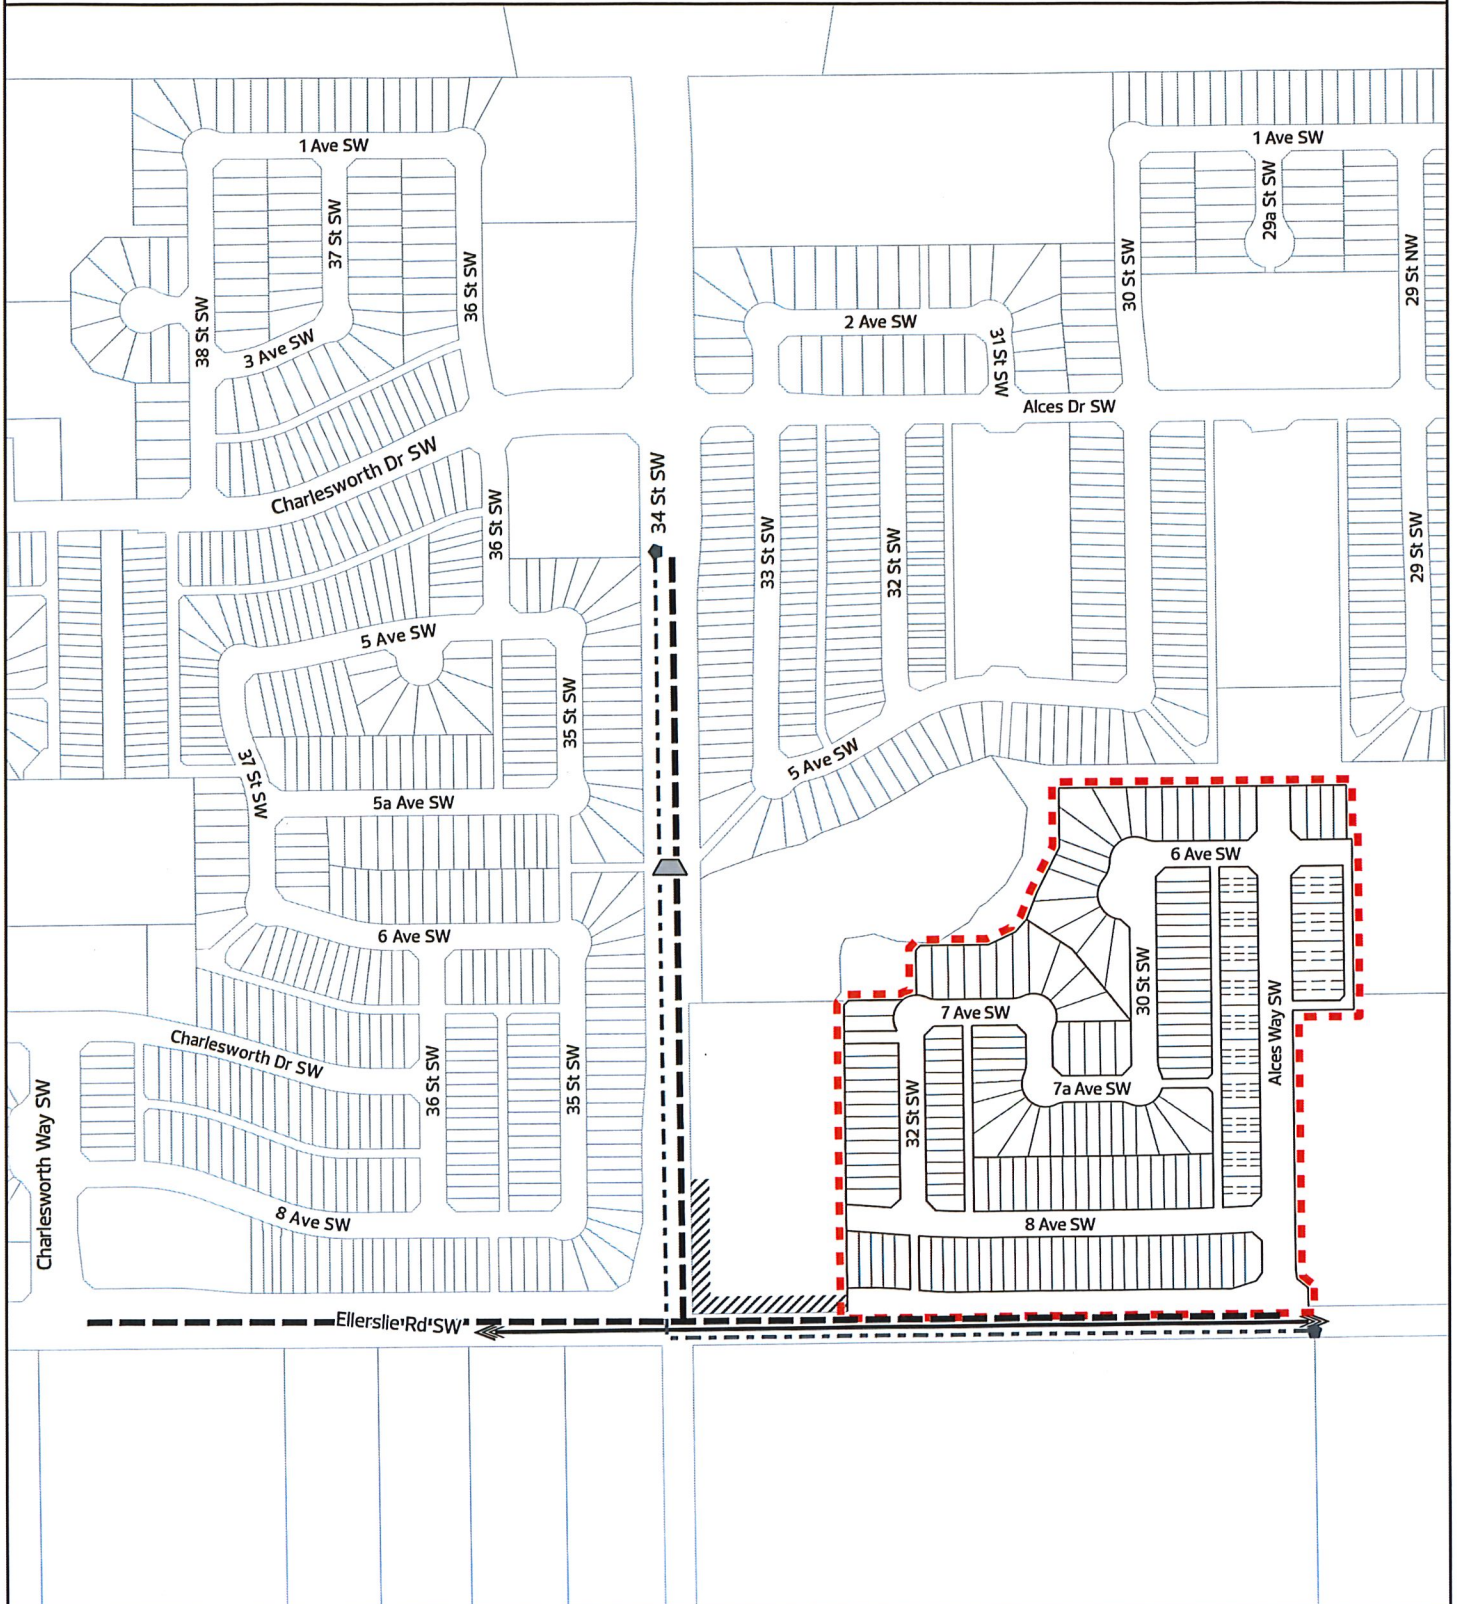 1 Ave SW
1 Ave SW
29a St SW
37 St SW
36 St SW
30 St SW
29 St NW
38 St SW
2 Ave SW
3 Ave SW
31 St SW
Alces Dr SW
Charlesworth Dr SW
34 St SW
36 St SW
33 St SW
32 St SW
29 St SW
5 Ave SW
35 St SW
5 Ave SW
37 St SW
5a Ave SW
6 Ave SW
6 Ave SW
30 St SW
Alces Way SW
7 Ave SW
Charlesworth Dr SW
36 St SW
35 St SW
7a Ave SW
32 St SW
Charlesworth Way SW
8 Ave SW
8 Ave SW
Ellerslie Rd SW